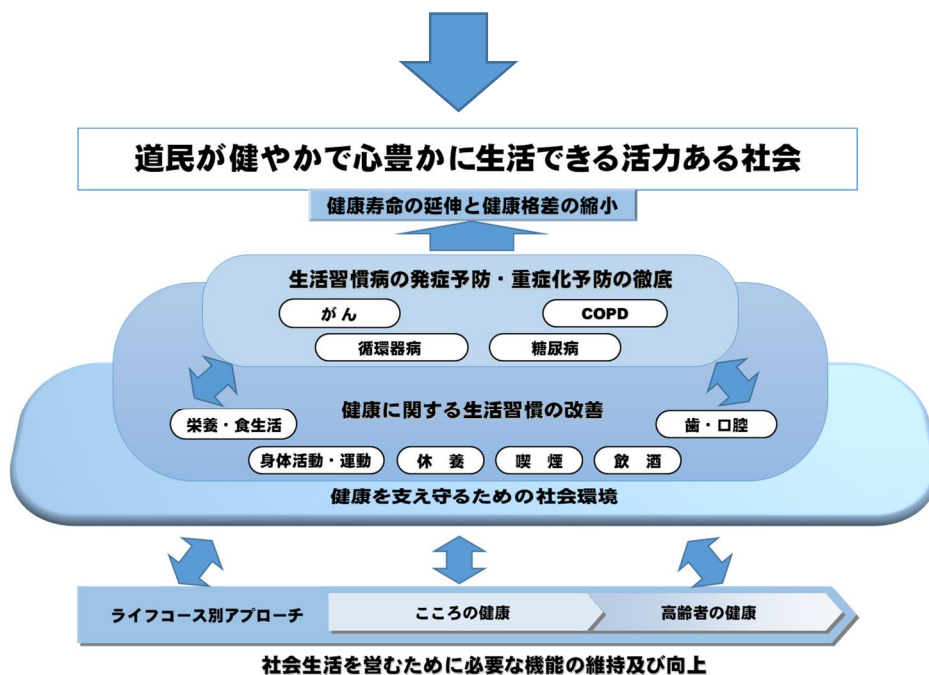 道民が健やかで心豊かに生活できる活力ある社会
健康寿命の延伸と健康格差の縮小
生活習慣病の発症予防・重症化予防の徹底
がん
COPD
循環器病
糖尿病
健康に関する生活習慣の改善
栄養・食生活
歯・口腔
身体活動・運動
休 養
喫 煙
飲 酒
健康を支え守るための社会環境
ライフコース別アプローチ
こころの健康
高齢者の健康
社会生活を営むために必要な機能の維持及び向上